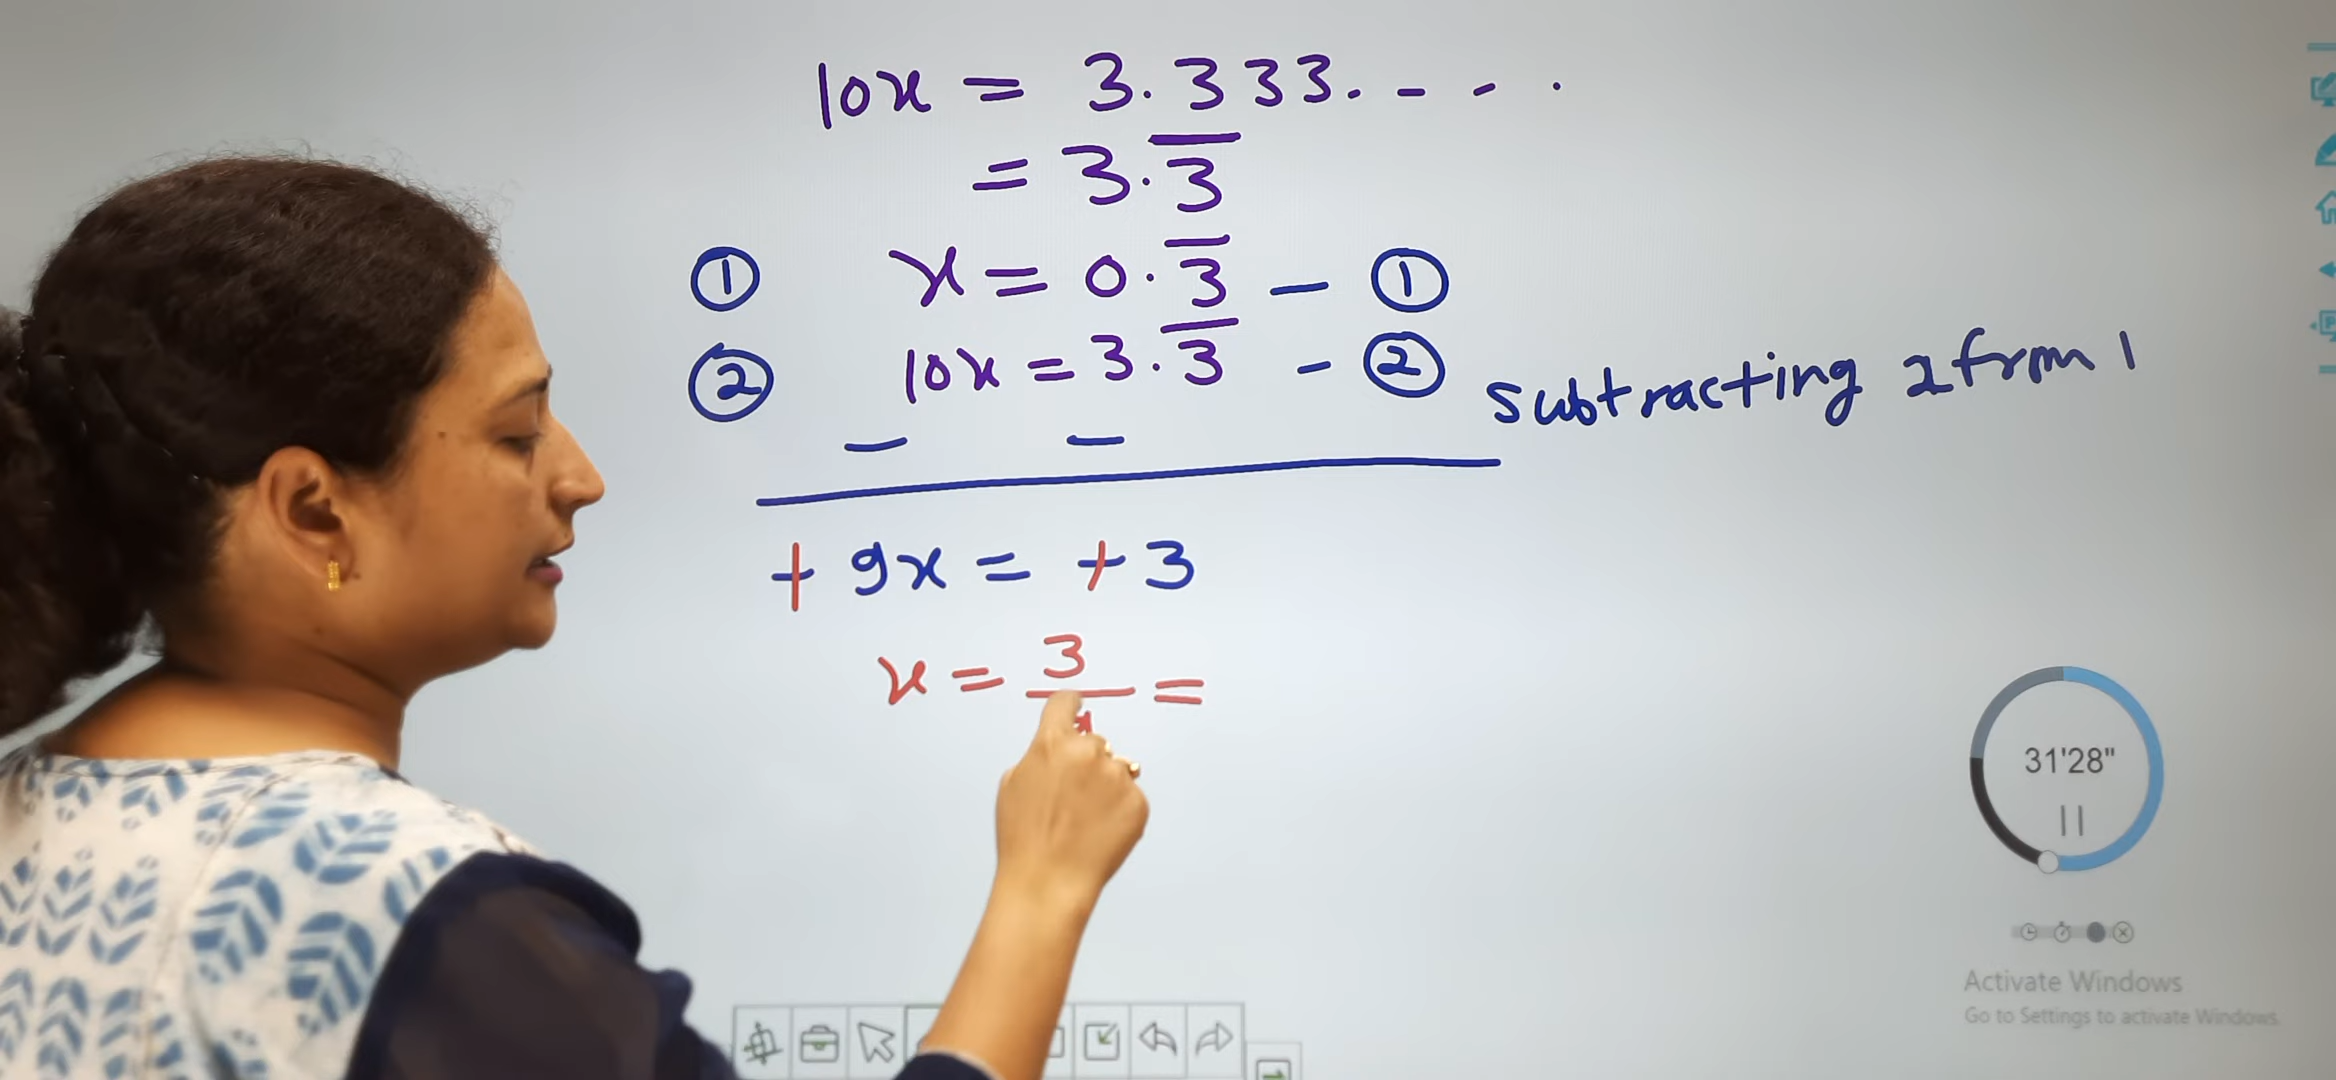 10x = 3.333. - - .
= 3.3̅
① x = 0.3̅ - ①
② 10x = 3.3̅ - ② subtracting 2 from 1
— —
+ 9x = + 3
x = 3/ =
31'28"
Activate Windows
Go to Settings to activate Windows.